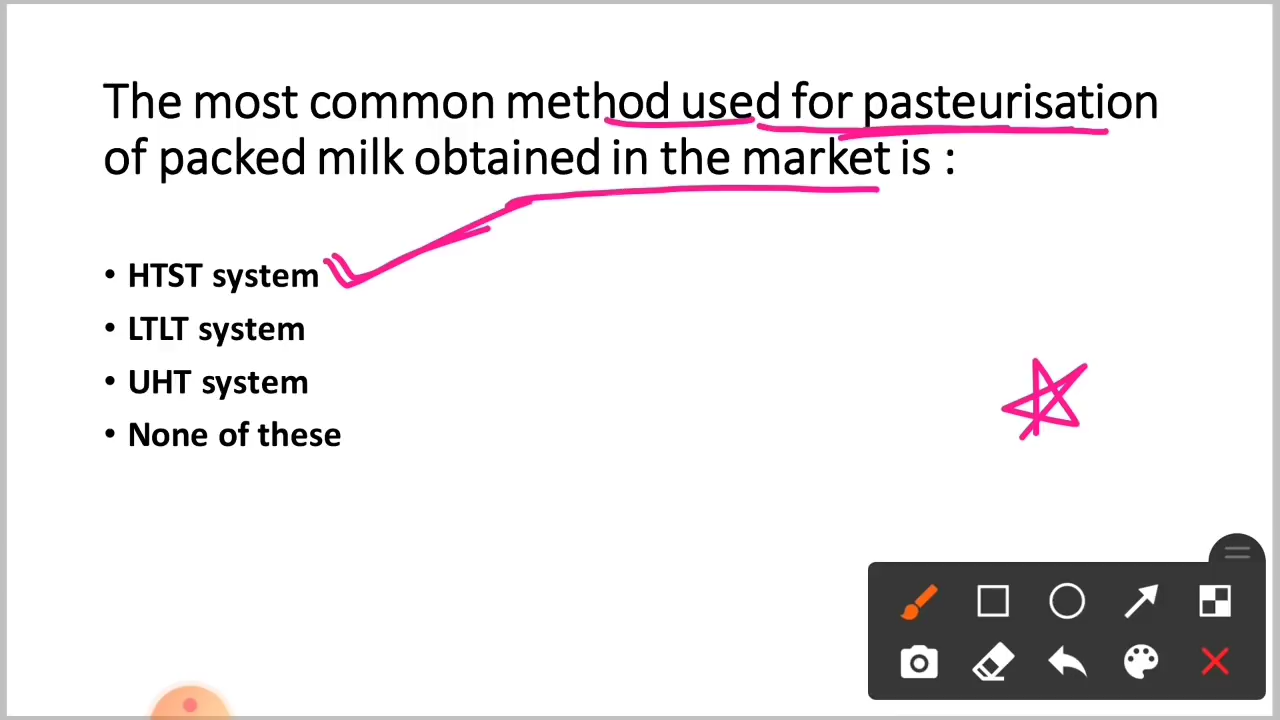 The most common method used for pasteurisation
of packed milk obtained in the market is :
• HTST system
• LTLT system
• UHT system
• None of these